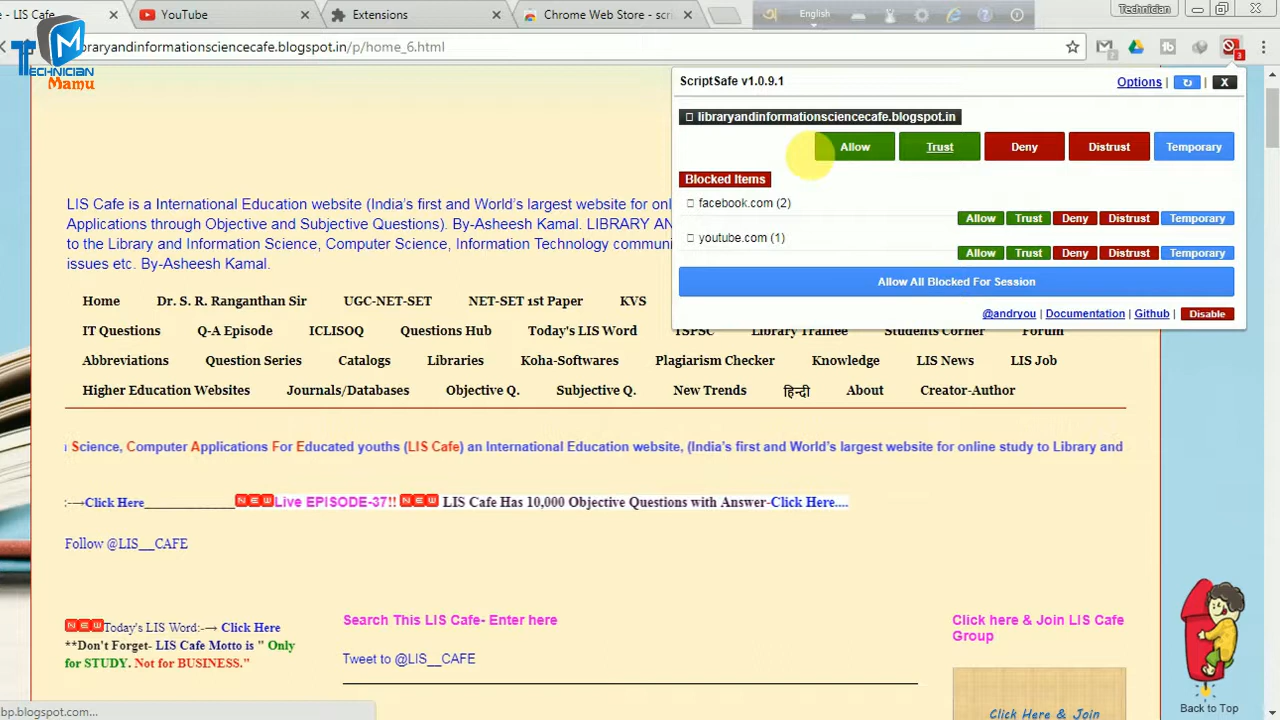 LIS Cafe
YouTube
Extensions
Chrome Web Store - scr
English
Technician
libraryandinformationsciencecafe.blogspot.in/p/home_6.html
TECHNICIAN
Mamu
ScriptSafe v1.0.9.1
Options | |  X
libraryandinformationsciencecafe.blogspot.in
Allow Trust Deny Distrust Temporary
Blocked Items
facebook.com (2)
Allow Trust Deny Distrust Temporary
youtube.com (1)
Allow Trust Deny Distrust Temporary
Allow All Blocked For Session
@andryou | Documentation | Github | Disable
LIS Cafe is a International Education website (India's first and World's largest website for onl
Applications through Objective and Subjective Questions). By-Asheesh Kamal. LIBRARY AN
to the Library and Information Science, Computer Science, Information Technology communi
issues etc. By-Asheesh Kamal.
Home Dr. S. R. Ranganthan Sir UGC-NET-SET NET-SET 1st Paper KVS
IT Questions Q-A Episode ICLISOQ Questions Hub Today's LIS Word TSPSC Library Trainee Students Corner Forum
Abbreviations Question Series Catalogs Libraries Koha-Softwares Plagiarism Checker Knowledge LIS News LIS Job
Higher Education Websites Journals/Databases Objective Q. Subjective Q. New Trends हिन्दी About Creator-Author
Science, Computer Applications For Educated youths (LIS Cafe) an International Education website, (India's first and World's largest website for online study to Library and
:-→Click Here____________NEWLive EPISODE-37!! NEW LIS Cafe Has 10,000 Objective Questions with Answer-Click Here....
Follow @LIS__CAFE
NEWToday's LIS Word:-→ Click Here
**Don't Forget- LIS Cafe Motto is " Only
for STUDY. Not for BUSINESS."
Search This LIS Cafe- Enter here
Tweet to @LIS__CAFE
Click here & Join LIS Cafe
Group
Click Here & Join
Back to Top
bp.blogspot.com...